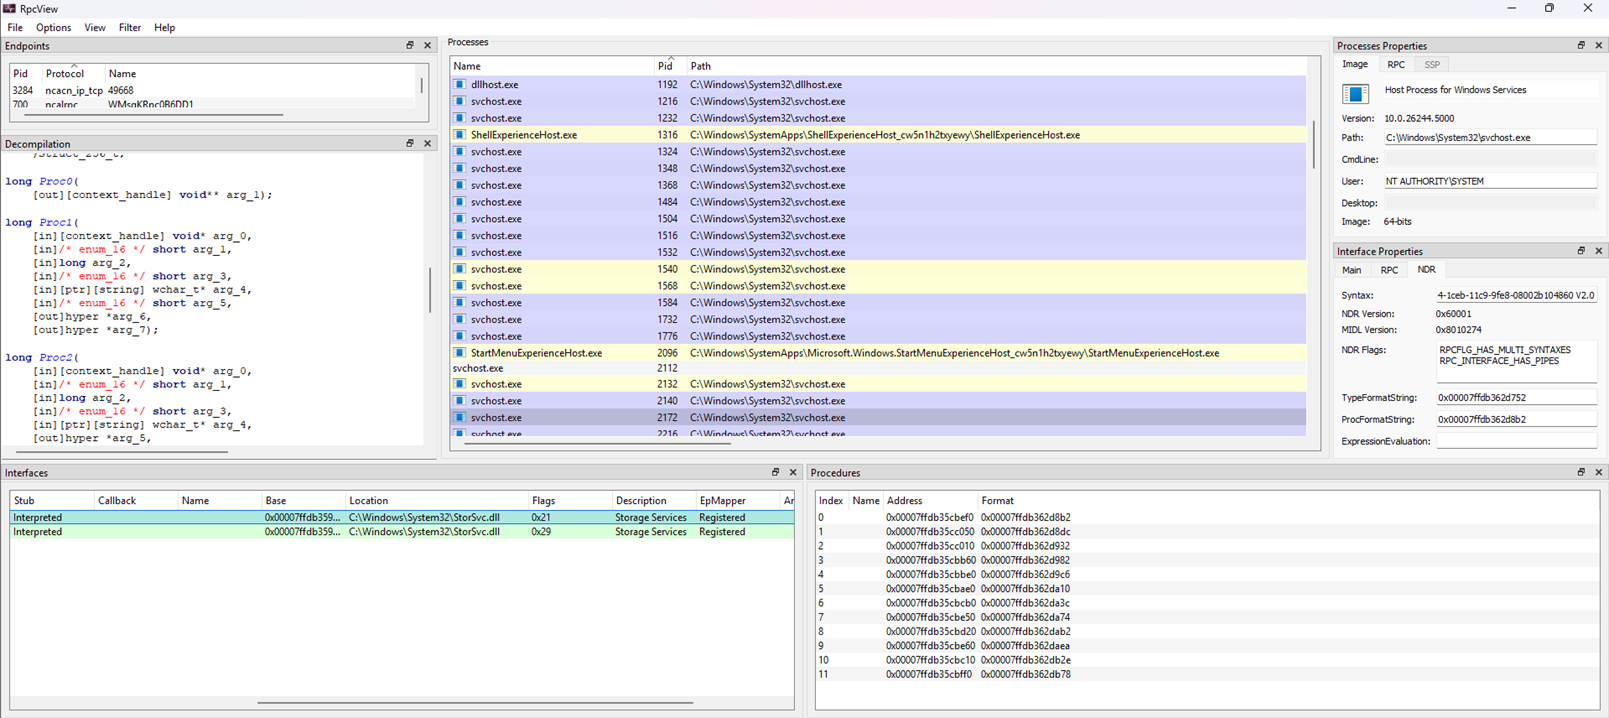 RpcView
File Options View Filter Help
Endpoints
Pid Protocol Name
3284 ncacn_ip_tcp 49668
700 ncalrpc WMsgKRpc0B6DD1
Decompilation
}Struct_256_t;
long Proc0(
[out][context_handle] void** arg_1);
long Proc1(
[in][context_handle] void* arg_0,
[in]/* enum_16 */ short arg_1,
[in]long arg_2,
[in]/* enum_16 */ short arg_3,
[in][ptr][string] wchar_t* arg_4,
[in]/* enum_16 */ short arg_5,
[out]hyper *arg_6,
[out]hyper *arg_7);
long Proc2(
[in][context_handle] void* arg_0,
[in]/* enum_16 */ short arg_1,
[in]long arg_2,
[in]/* enum_16 */ short arg_3,
[in][ptr][string] wchar_t* arg_4,
[out]hyper *arg_5,
Processes
Name Pid Path
dllhost.exe 1192 C:\Windows\System32\dllhost.exe
svchost.exe 1216 C:\Windows\System32\svchost.exe
svchost.exe 1232 C:\Windows\System32\svchost.exe
ShellExperienceHost.exe 1316 C:\Windows\SystemApps\ShellExperienceHost_cw5n1h2txyewy\ShellExperienceHost.exe
svchost.exe 1324 C:\Windows\System32\svchost.exe
svchost.exe 1348 C:\Windows\System32\svchost.exe
svchost.exe 1368 C:\Windows\System32\svchost.exe
svchost.exe 1484 C:\Windows\System32\svchost.exe
svchost.exe 1504 C:\Windows\System32\svchost.exe
svchost.exe 1516 C:\Windows\System32\svchost.exe
svchost.exe 1532 C:\Windows\System32\svchost.exe
svchost.exe 1540 C:\Windows\System32\svchost.exe
svchost.exe 1568 C:\Windows\System32\svchost.exe
svchost.exe 1584 C:\Windows\System32\svchost.exe
svchost.exe 1732 C:\Windows\System32\svchost.exe
svchost.exe 1776 C:\Windows\System32\svchost.exe
StartMenuExperienceHost.exe 2096 C:\Windows\SystemApps\Microsoft.Windows.StartMenuExperienceHost_cw5n1h2txyewy\StartMenuExperienceHost.exe
svchost.exe 2112
svchost.exe 2132 C:\Windows\System32\svchost.exe
svchost.exe 2140 C:\Windows\System32\svchost.exe
svchost.exe 2172 C:\Windows\System32\svchost.exe
svchost.exe 2216 C:\Windows\System32\svchost.exe
Processes Properties
Image RPC SSP
Host Process for Windows Services
Version: 10.0.26244.5000
Path: C:\Windows\System32\svchost.exe
CmdLine:
User: NT AUTHORITY\SYSTEM
Desktop:
Image: 64-bits
Interface Properties
Main RPC NDR
Syntax: 4-1ceb-11c9-9fe8-08002b104860 V2.0
NDR Version: 0x60001
MIDL Version: 0x8010274
NDR Flags: RPCFLG_HAS_MULTI_SYNTAXES
RPC_INTERFACE_HAS_PIPES
TypeFormatString: 0x00007ffdb362d752
ProcFormatString: 0x00007ffdb362d8b2
ExpressionEvaluation:
Interfaces
Stub Callback Name Base Location Flags Description EpMapper Ar
Interpreted 0x00007ffdb359... C:\Windows\System32\StorSvc.dll 0x21 Storage Services Registered
Interpreted 0x00007ffdb359... C:\Windows\System32\StorSvc.dll 0x29 Storage Services Registered
Procedures
Index Name Address Format
0 0x00007ffdb35cbef0 0x00007ffdb362d8b2
1 0x00007ffdb35cc050 0x00007ffdb362d8dc
2 0x00007ffdb35cc010 0x00007ffdb362d932
3 0x00007ffdb35cbb60 0x00007ffdb362d982
4 0x00007ffdb35cbbe0 0x00007ffdb362d9c6
5 0x00007ffdb35cbae0 0x00007ffdb362da10
6 0x00007ffdb35cbcb0 0x00007ffdb362da3c
7 0x00007ffdb35cbe50 0x00007ffdb362da74
8 0x00007ffdb35cbd20 0x00007ffdb362dab2
9 0x00007ffdb35cbe60 0x00007ffdb362daea
10 0x00007ffdb35cbc10 0x00007ffdb362db2e
11 0x00007ffdb35cbff0 0x00007ffdb362db78